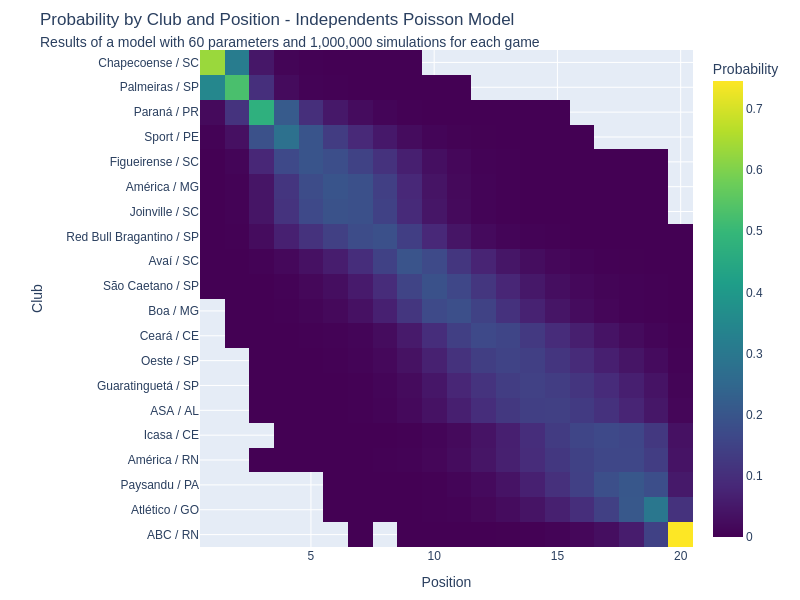 Probability by Club and Position - Independents Poisson Model
Results of a model with 60 parameters and 1,000,000 simulations for each game
Probability
Chapecoense / SC
Palmeiras / SP
Paraná / PR
Sport / PE
Figueirense / SC
América / MG
Joinville / SC
Red Bull Bragantino / SP
Avaí / SC
São Caetano / SP
Boa / MG
Ceará / CE
Oeste / SP
Guaratinguetá / SP
ASA / AL
Icasa / CE
América / RN
Paysandu / PA
Atlético / GO
ABC / RN
Club
5
10
15
20
Position
0.7
0.6
0.5
0.4
0.3
0.2
0.1
0